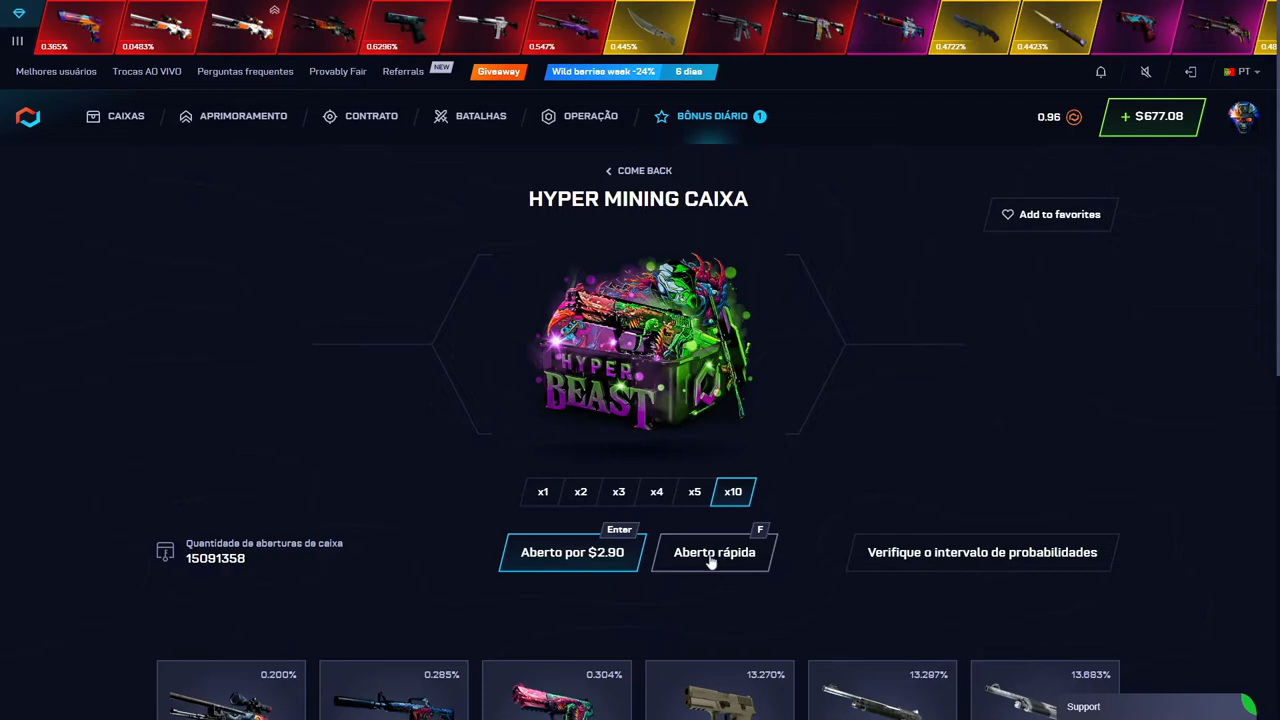 0.365%
0.0483%
0.6296%
0.547%
0.445%
0.4722%
0.4423%
Melhores usuários
Trocas AO VIVO
Perguntas frequentes
Provably Fair
Referrals
NEW
Giveaway
Wild berries week -24%
6 dias
PT
CAIXAS
APRIMORAMENTO
CONTRATO
BATALHAS
OPERAÇÃO
BÔNUS DIÁRIO
1
0.96
+ $677.08
COME BACK
HYPER MINING CAIXA
Add to favorites
HYPER
BEAST
x1
x2
x3
x4
x5
x10
Quantidade de aberturas de caixa
15091358
Enter
Aberto por $2.90
F
Aberto rápida
Verifique o intervalo de probabilidades
0.200%
0.285%
0.304%
13.270%
13.297%
13.683%
Support